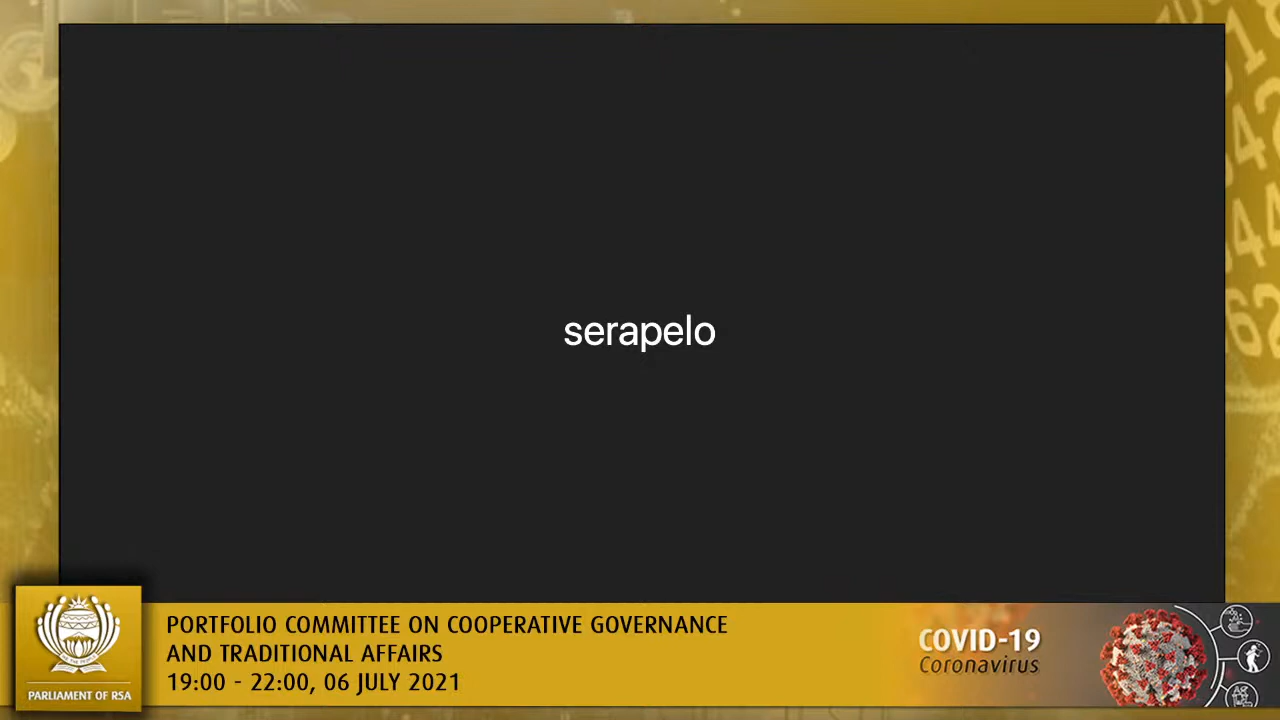 serapelo
PORTFOLIO COMMITTEE ON COOPERATIVE GOVERNANCE
AND TRADITIONAL AFFAIRS
19:00 - 22:00, 06 JULY 2021
PARLIAMENT OF RSA
COVID-19
Coronavirus